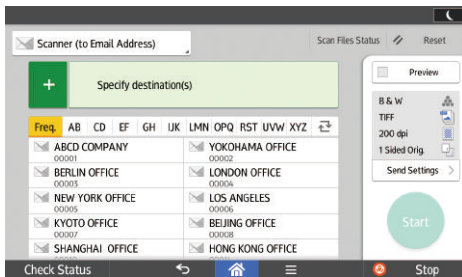 Scanner (to Email Address)
Scan Files Status
Reset
Preview
+ Specify destination(s)
B & W
TIFF
200 dpi
1 Sided Orig.
Send Settings >
Start
Freq. AB CD EF GH IJK LMN OPQ RST UVW XYZ
ABCD COMPANY
00001
YOKOHAMA OFFICE
00002
BERLIN OFFICE
00003
LONDON OFFICE
00004
NEW YORK OFFICE
00005
LOS ANGELES
00006
KYOTO OFFICE
00007
BEIJING OFFICE
00008
SHANGHAI OFFICE
HONG KONG OFFICE
Check Status
Stop